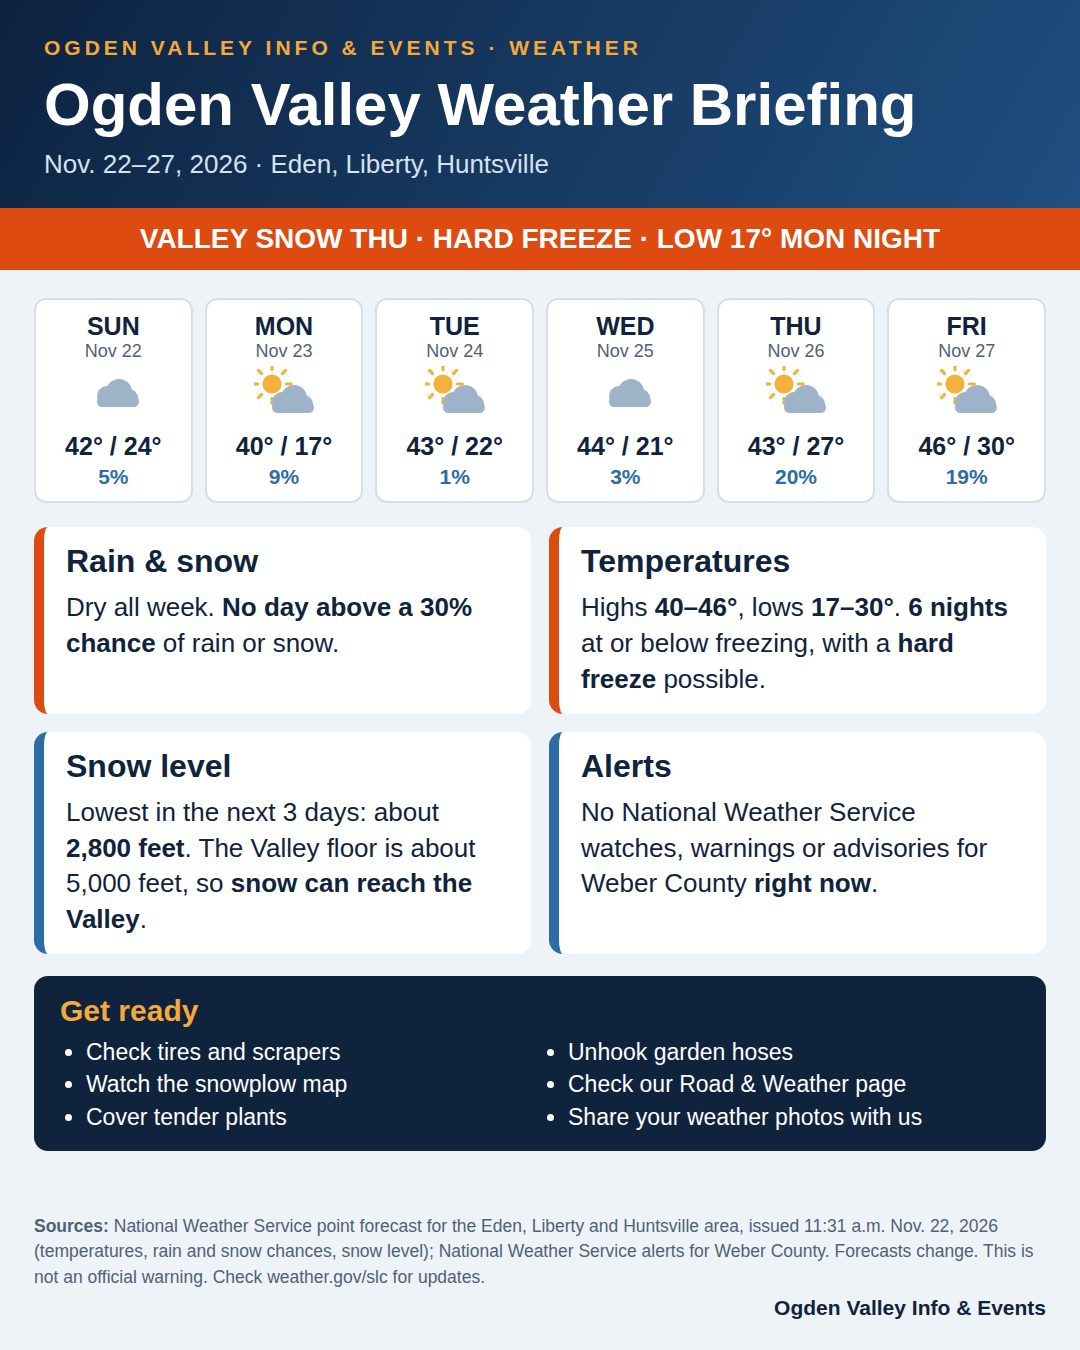 OGDEN VALLEY INFO & EVENTS · WEATHER
Ogden Valley Weather Briefing
Nov. 22–27, 2026 · Eden, Liberty, Huntsville
VALLEY SNOW THU · HARD FREEZE · LOW 17° MON NIGHT
SUN
Nov 22
42° / 24°
5%
MON
Nov 23
40° / 17°
9%
TUE
Nov 24
43° / 22°
1%
WED
Nov 25
44° / 21°
3%
THU
Nov 26
43° / 27°
20%
FRI
Nov 27
46° / 30°
19%
Rain & snow
Dry all week. No day above a 30%
chance of rain or snow.
Temperatures
Highs 40–46°, lows 17–30°. 6 nights
at or below freezing, with a hard
freeze possible.
Snow level
Lowest in the next 3 days: about
2,800 feet. The Valley floor is about
5,000 feet, so snow can reach the
Valley.
Alerts
No National Weather Service
watches, warnings or advisories for
Weber County right now.
Get ready
• Check tires and scrapers
• Watch the snowplow map
• Cover tender plants
• Unhook garden hoses
• Check our Road & Weather page
• Share your weather photos with us
Sources: National Weather Service point forecast for the Eden, Liberty and Huntsville area, issued 11:31 a.m. Nov. 22, 2026
(temperatures, rain and snow chances, snow level); National Weather Service alerts for Weber County. Forecasts change. This is
not an official warning. Check weather.gov/slc for updates.
Ogden Valley Info & Events